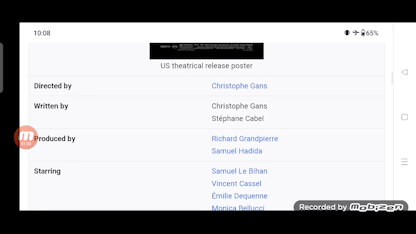 10:08
65%
US theatrical release poster
Directed by Christophe Gans
Written by Christophe Gans
Stéphane Cabel
Produced by Richard Grandpierre
Samuel Hadida
Starring Samuel Le Bihan
Vincent Cassel
Émilie Dequenne
Monica Bellucci
Recorded by Mobizen